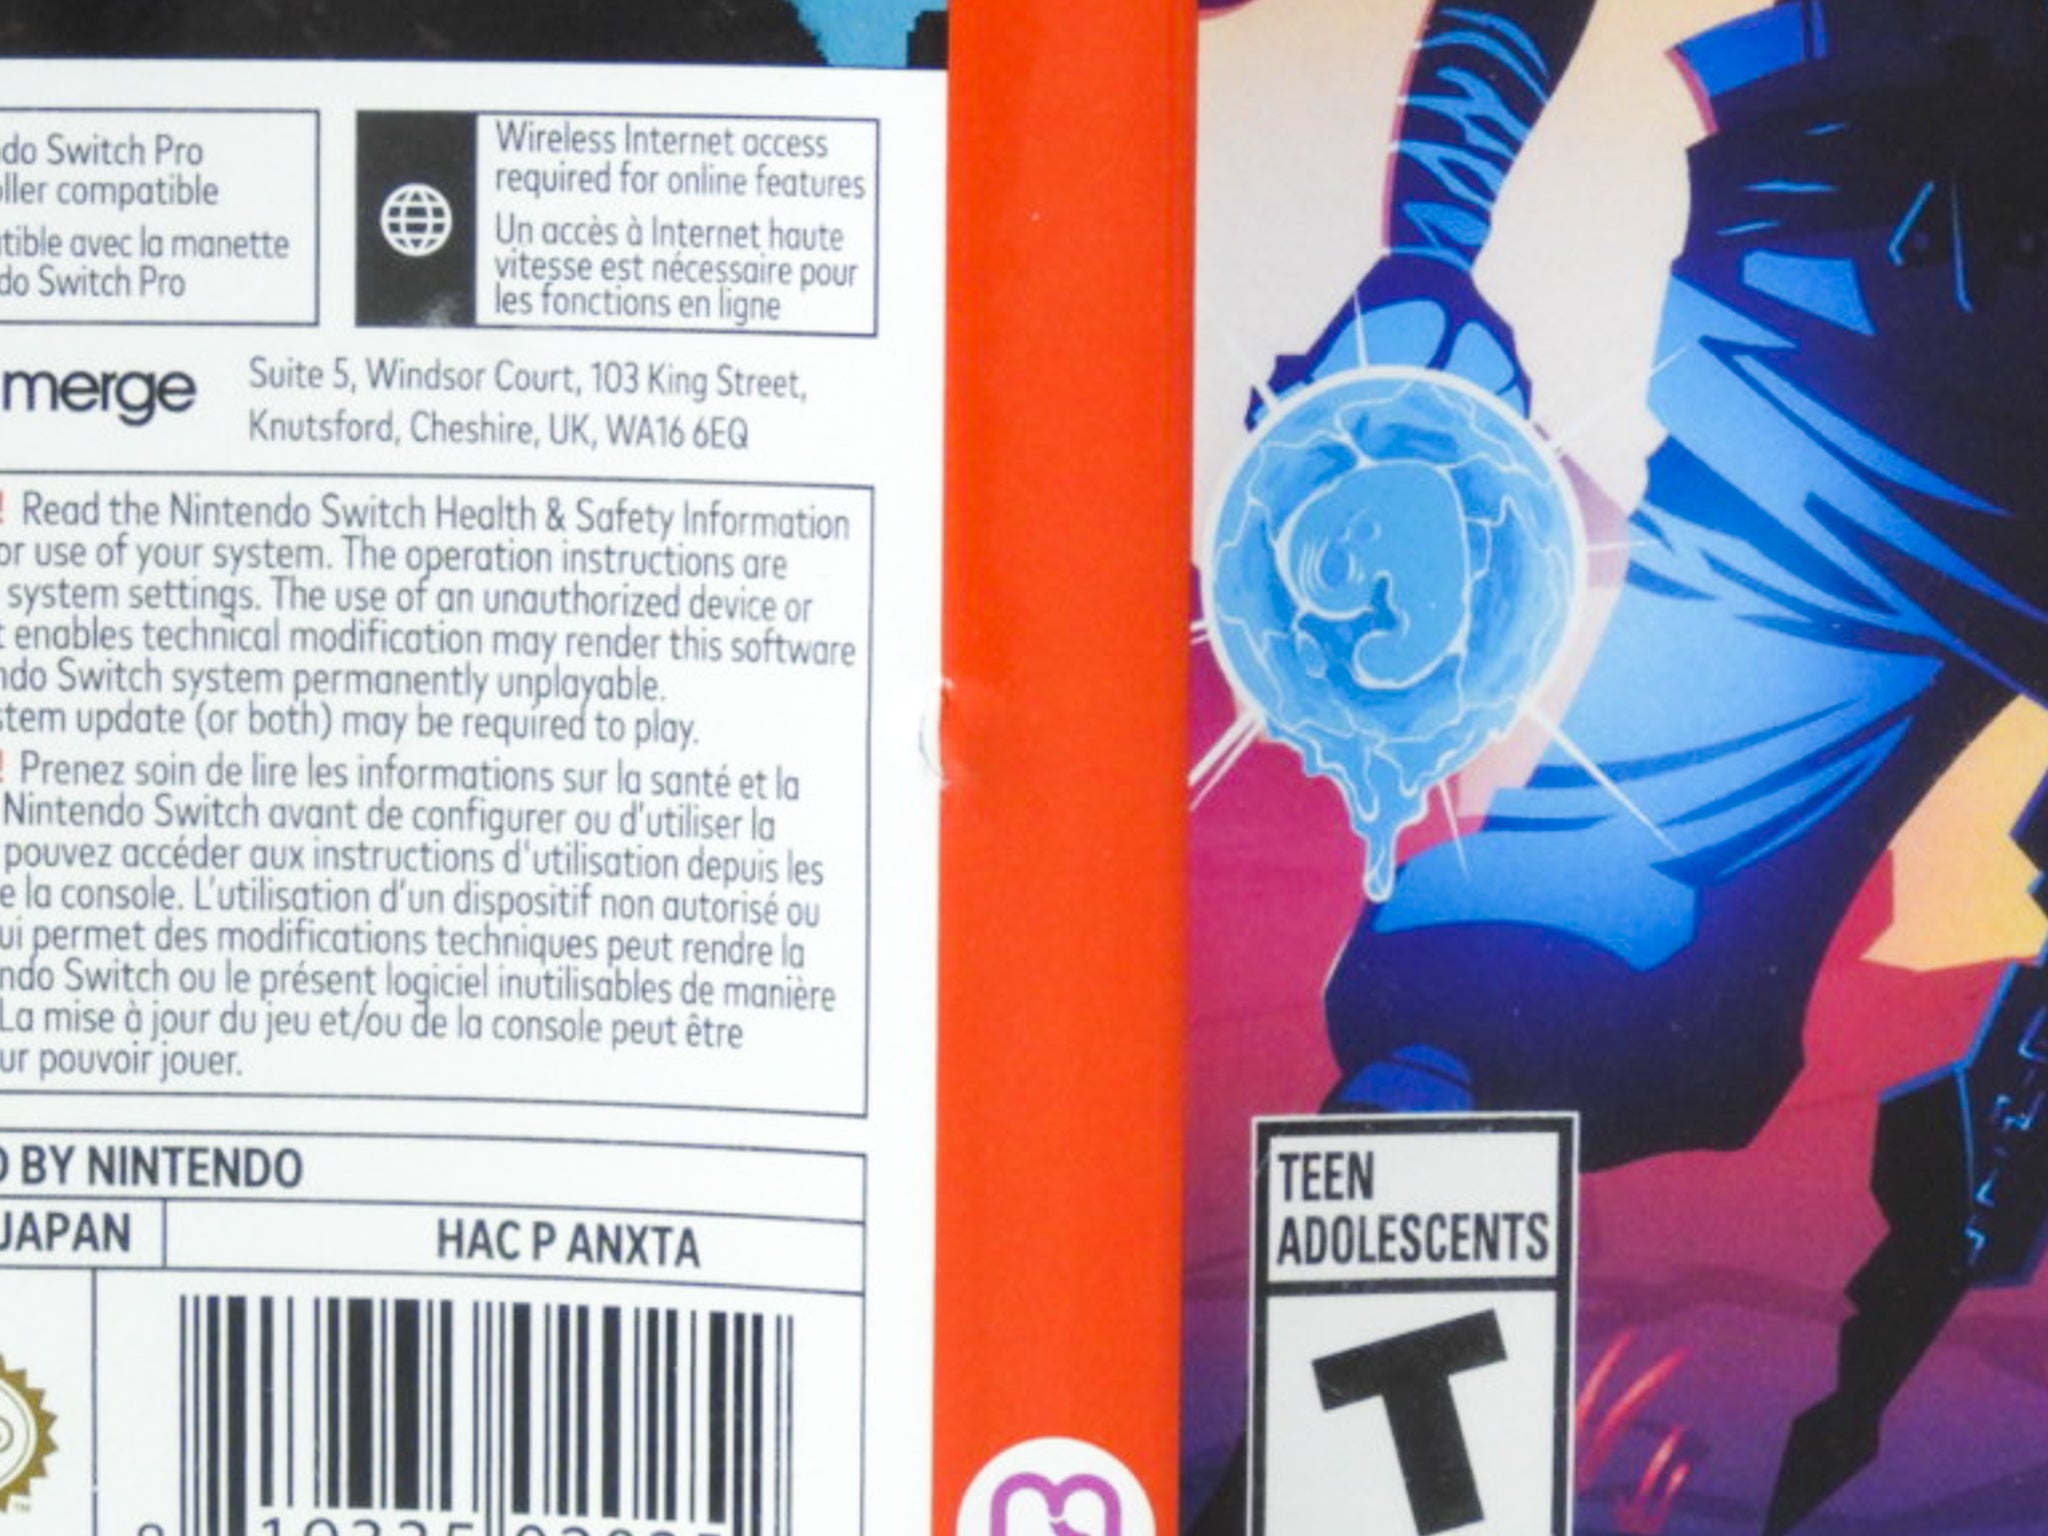 do Switch Pro
ller compatible
tible avec la manette
do Switch Pro
Wireless Internet access
required for online features
Un accès à Internet haute
vitesse est nécessaire pour
les fonctions en ligne
merge
Suite 5, Windsor Court, 103 King Street,
Knutsford, Cheshire, UK, WA16 6EQ
! Read the Nintendo Switch Health & Safety Information
or use of your system. The operation instructions are
system settings. The use of an unauthorized device or
t enables technical modification may render this software
ndo Switch system permanently unplayable.
stem update (or both) may be required to play.
! Prenez soin de lire les informations sur la santé et la
Nintendo Switch avant de configurer ou d'utiliser la
pouvez accéder aux instructions d'utilisation depuis les
e la console. L'utilisation d'un dispositif non autorisé ou
ui permet des modifications techniques peut rendre la
ndo Switch ou le présent logiciel inutilisables de manière
La mise à jour du jeu et/ou de la console peut être
ur pouvoir jouer.
D BY NINTENDO
JAPAN
HAC P ANXTA
TM
TEEN
ADOLESCENTS
T